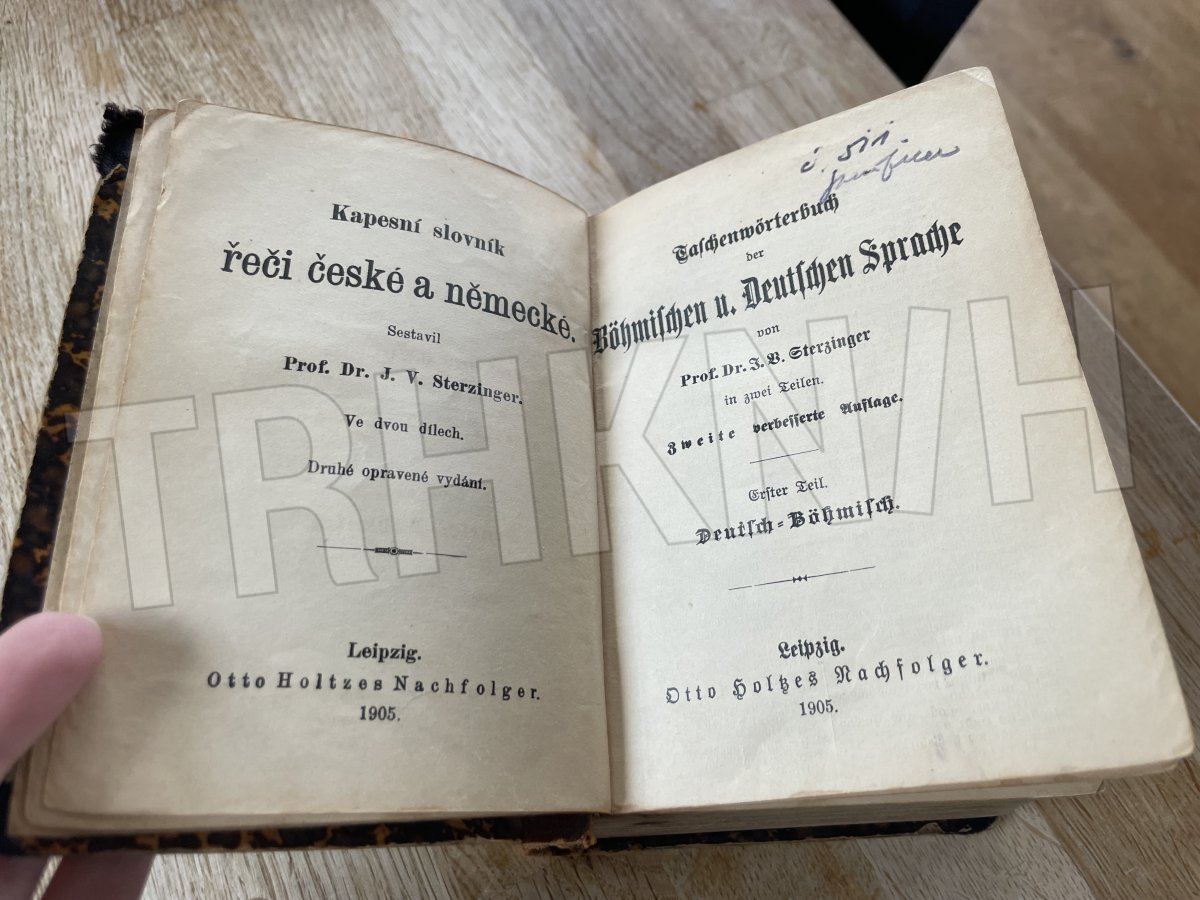 Kapesní slovník
řeči české a německé.
Sestavil
Prof. Dr. J. V. Sterzinger.
Ve dvou dílech.
Druhé opravené vydání.
Leipzig.
Otto Holtzes Nachfolger.
1905.
Taſchenwörterbuch
der
Böhmiſchen u. Deutſchen Sprache
von
Prof. Dr. J. V. Sterzinger
in zwei Teilen.
Zweite verbeſſerte Auflage.
Erſter Teil.
Deutſch-Böhmiſch.
Leipzig.
Otto Holtzes Nachfolger.
1905.
TRHKNIH